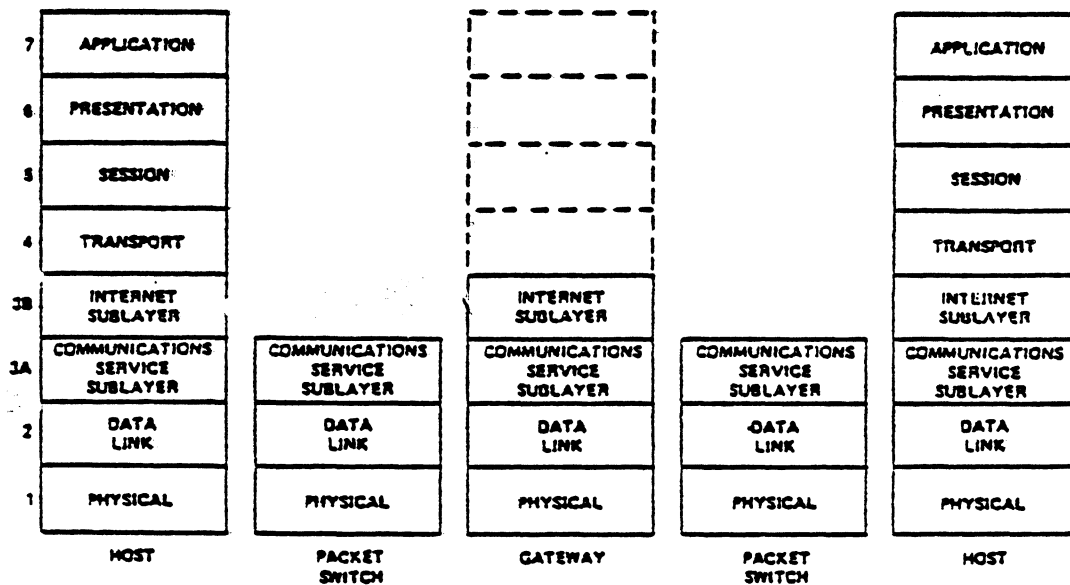 7 APPLICATION APPLICATION
6 PRESENTATION PRESENTATION
5 SESSION SESSION
4 TRANSPORT TRANSPORT
3B INTERNET SUBLAYER INTERNET SUBLAYER INTERNET SUBLAYER
3A COMMUNICATIONS SERVICE SUBLAYER COMMUNICATIONS SERVICE SUBLAYER COMMUNICATIONS SERVICE SUBLAYER COMMUNICATIONS SERVICE SUBLAYER COMMUNICATIONS SERVICE SUBLAYER
2 DATA LINK DATA LINK DATA LINK DATA LINK DATA LINK
1 PHYSICAL PHYSICAL PHYSICAL PHYSICAL PHYSICAL
HOST PACKET SWITCH GATEWAY PACKET SWITCH HOST